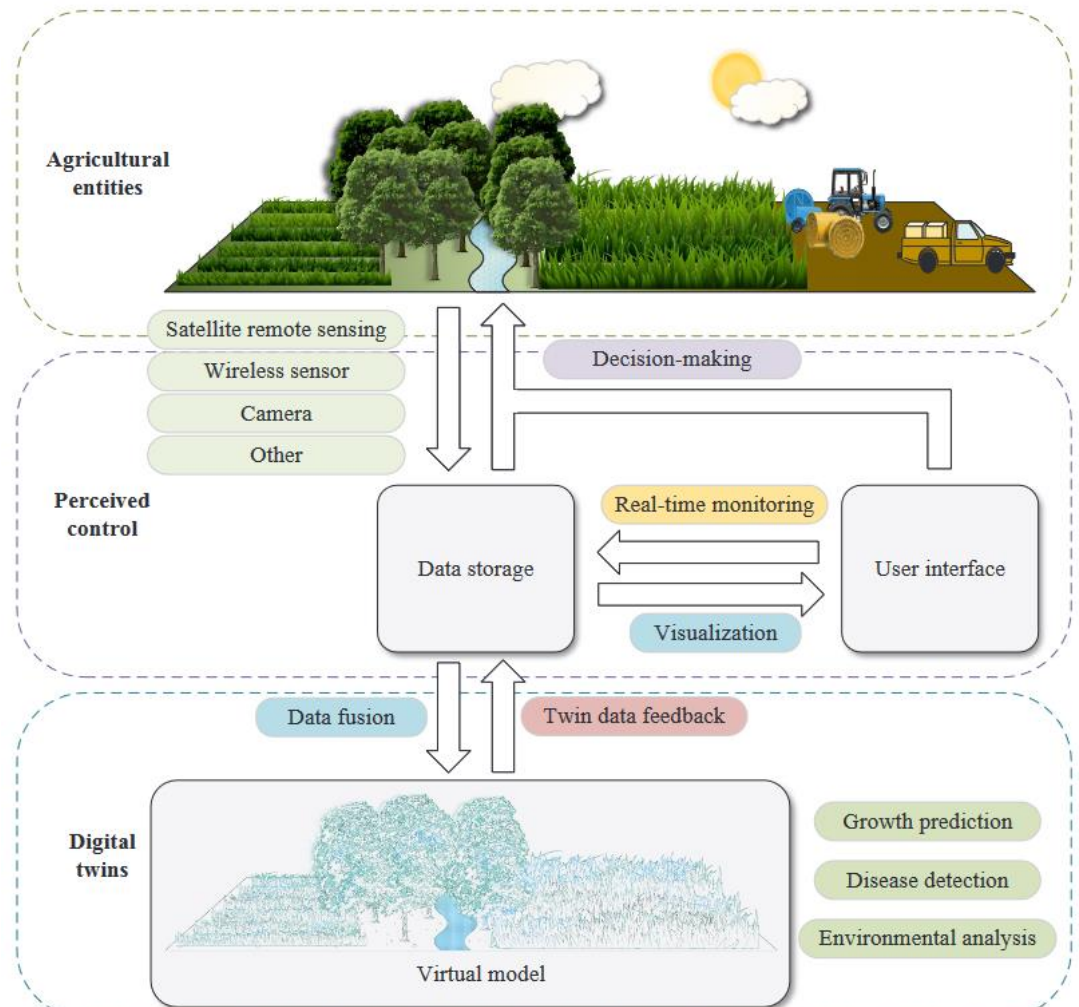 Agricultural
entities
Satellite remote sensing
Wireless sensor
Camera
Other
Decision-making
Perceived
control
Real-time monitoring
Data storage
User interface
Visualization
Data fusion
Twin data feedback
Digital
twins
Growth prediction
Disease detection
Environmental analysis
Virtual model